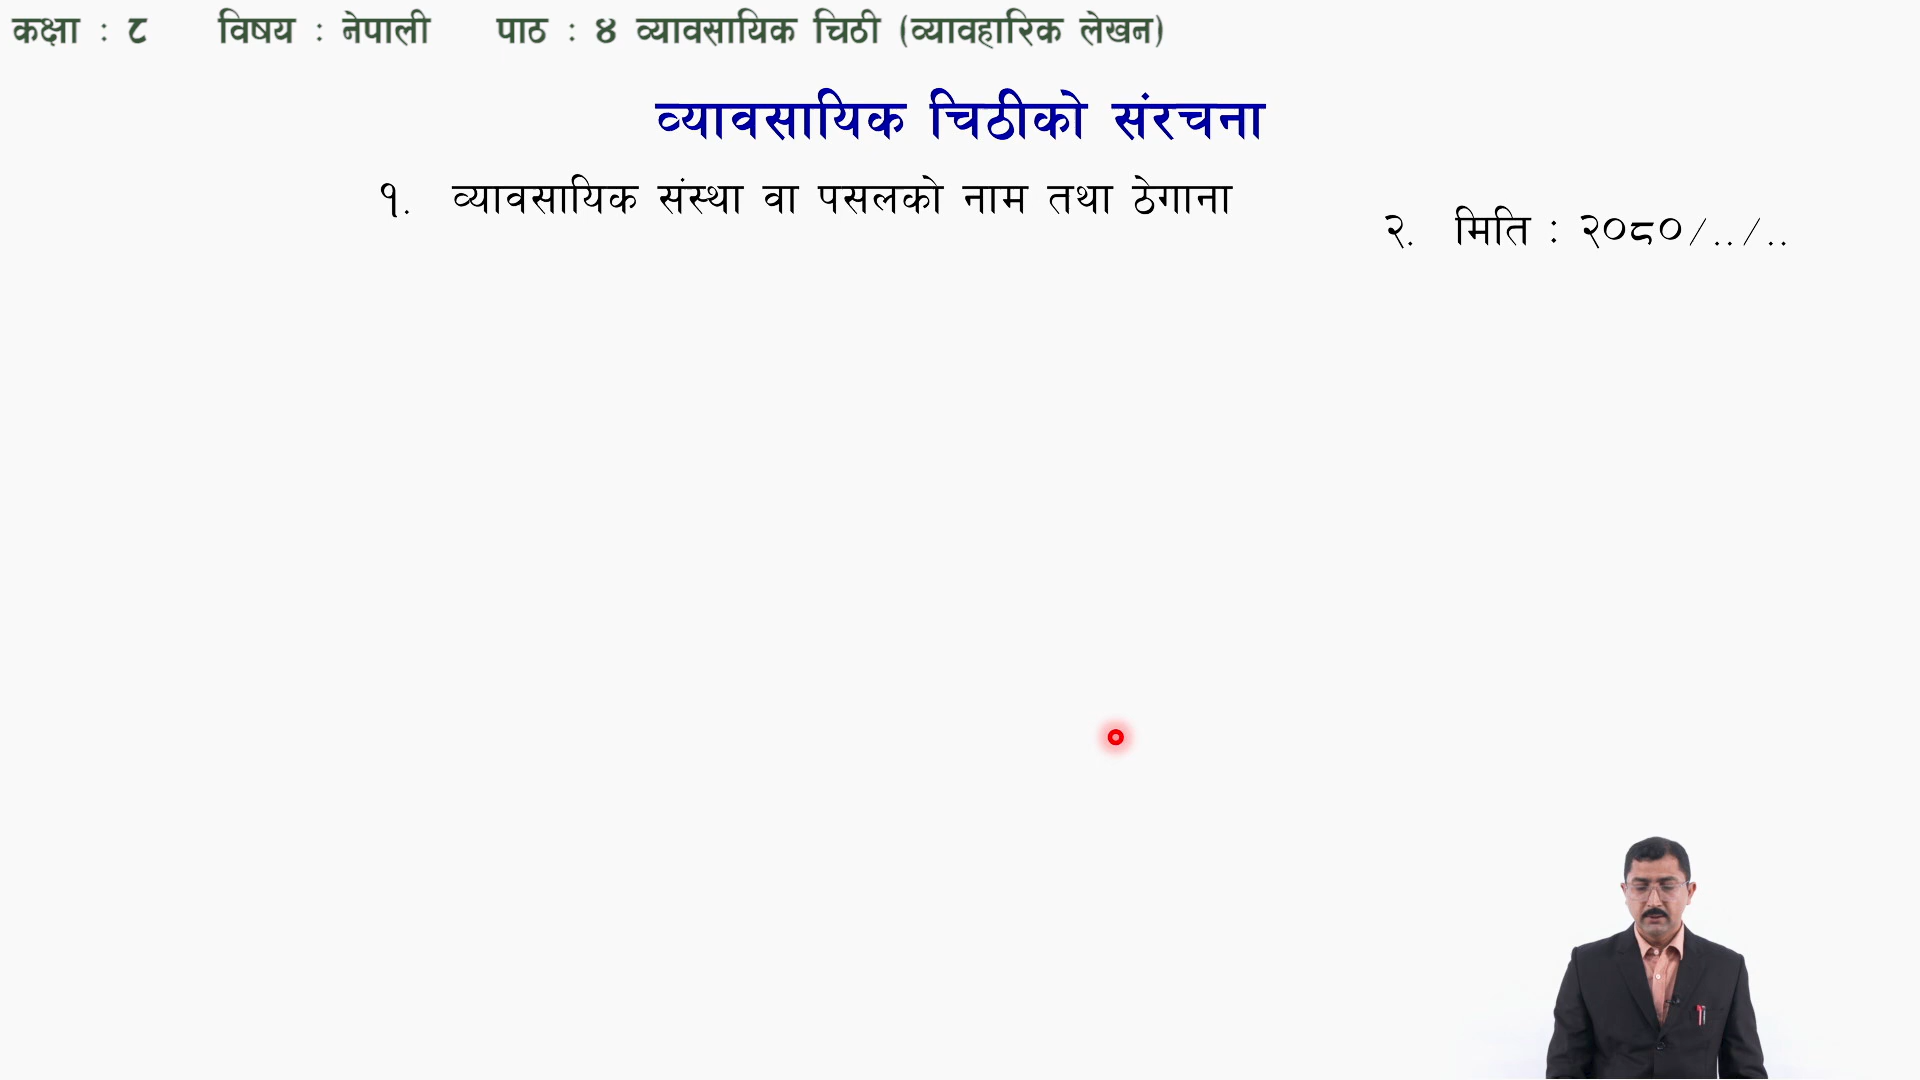 कक्षा : ८ विषय : नेपाली पाठ : ४ व्यावसायिक चिठी (व्यावहारिक लेखन)
व्यावसायिक चिठीको संरचना
१. व्यावसायिक संस्था वा पसलको नाम तथा ठेगाना
२. मिति : २०८०/../..